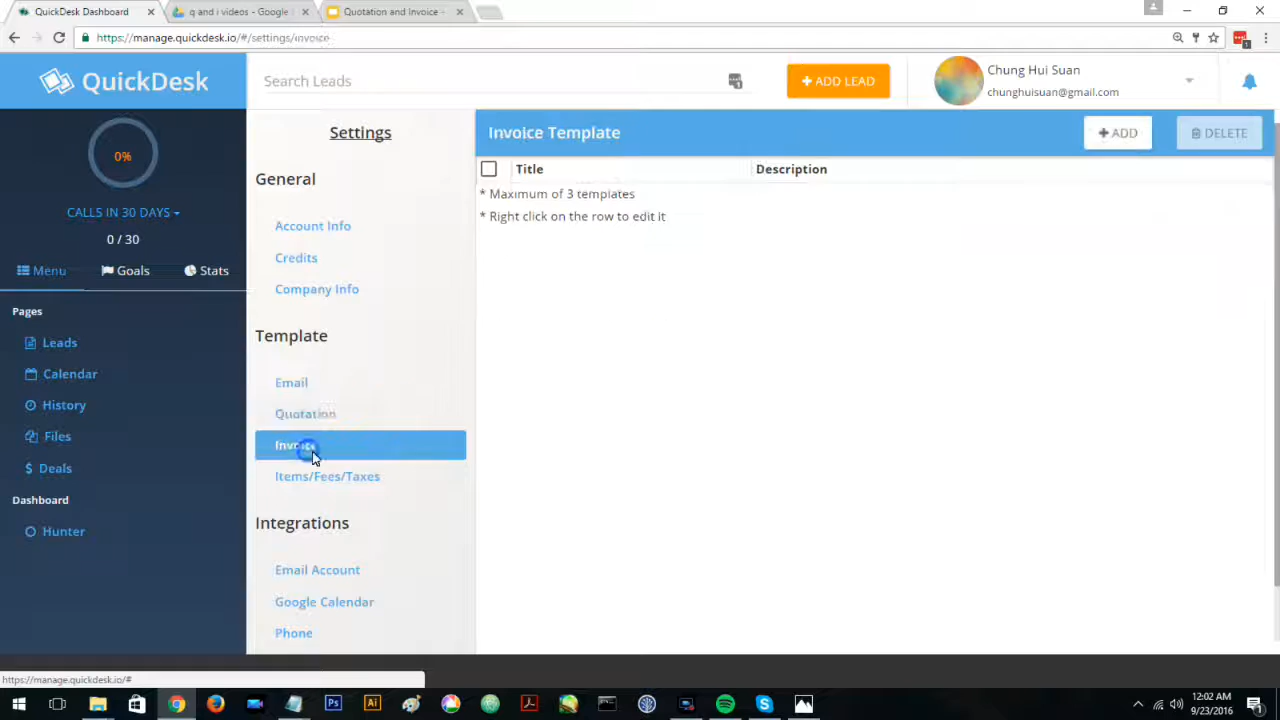 QuickDesk Dashboard
q and i videos - Google
Quotation and Invoice -
https://manage.quickdesk.io/#/settings/invoice
QuickDesk
Search Leads
ADD LEAD
Chung Hui Suan
chunghuisuan@gmail.com
0%
CALLS IN 30 DAYS
0 / 30
Menu
Goals
Stats
Pages
Leads
Calendar
History
Files
Deals
Dashboard
Hunter
Settings
General
Account Info
Credits
Company Info
Template
Email
Quotation
Invoice
Items/Fees/Taxes
Integrations
Email Account
Google Calendar
Phone
Invoice Template
ADD
DELETE
Title
Description
* Maximum of 3 templates
* Right click on the row to edit it
https://manage.quickdesk.io/#
12:02 AM
9/23/2016